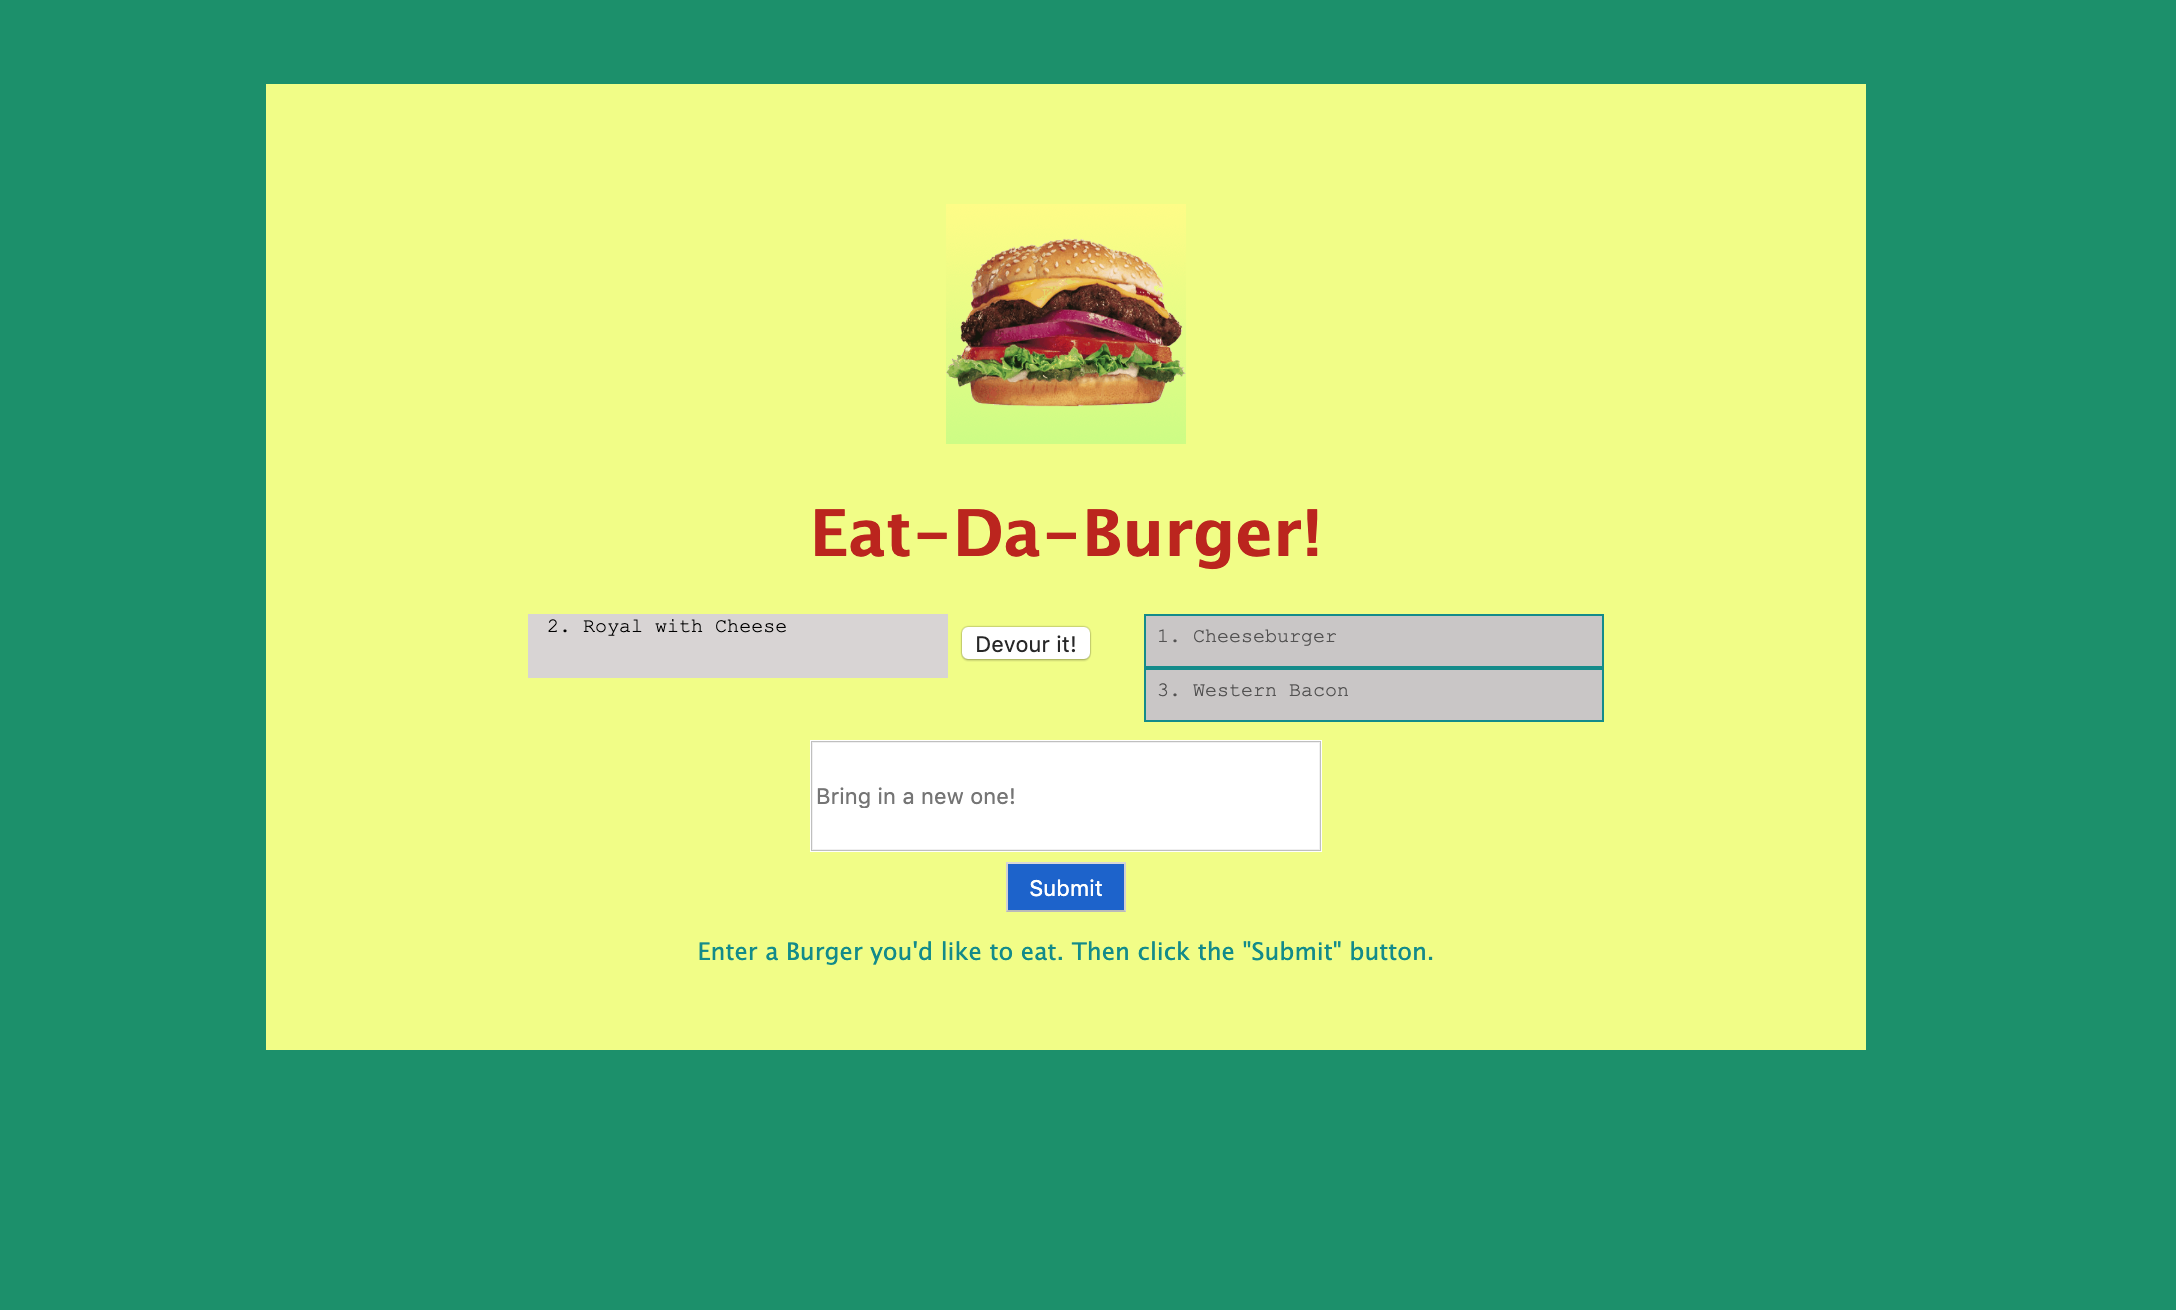 Eat-Da-Burger!
2. Royal with Cheese
Devour it!
1. Cheeseburger
3. Western Bacon
Bring in a new one!
Submit
Enter a Burger you'd like to eat. Then click the "Submit" button.